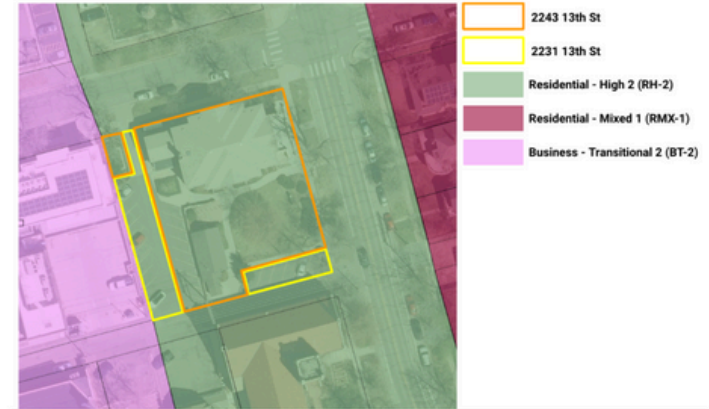 2243 13th St
2231 13th St
Residential - High 2 (RH-2)
Residential - Mixed 1 (RMX-1)
Business - Transitional 2 (BT-2)